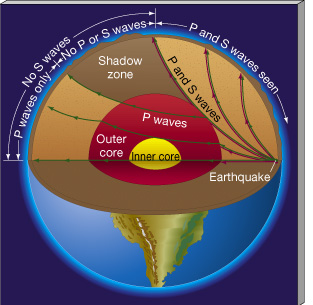 P waves only
No S waves
No P or S waves
P and S waves seen
Shadow
zone
P and S waves
P waves
Outer
core
Inner core
Earthquake